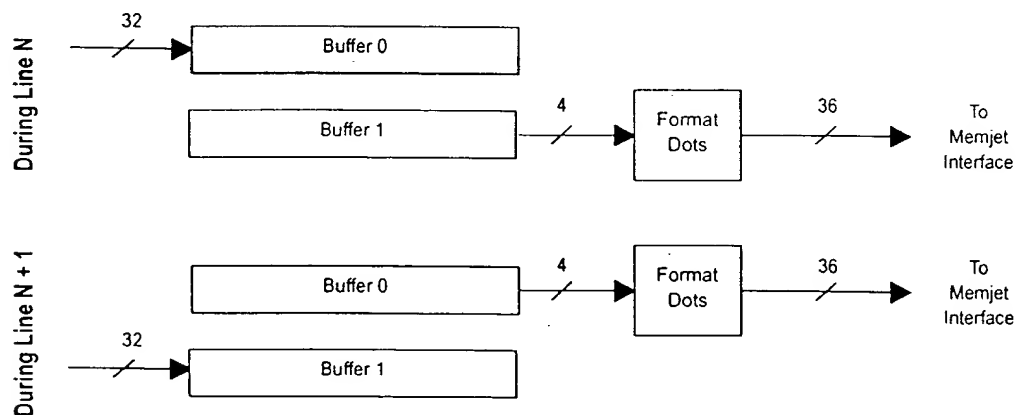 During Line N
32
Buffer 0
Buffer 1
4
Format
Dots
36
To
Memjet
Interface
During Line N + 1
Buffer 0
4
Format
Dots
36
To
Memjet
Interface
32
Buffer 1